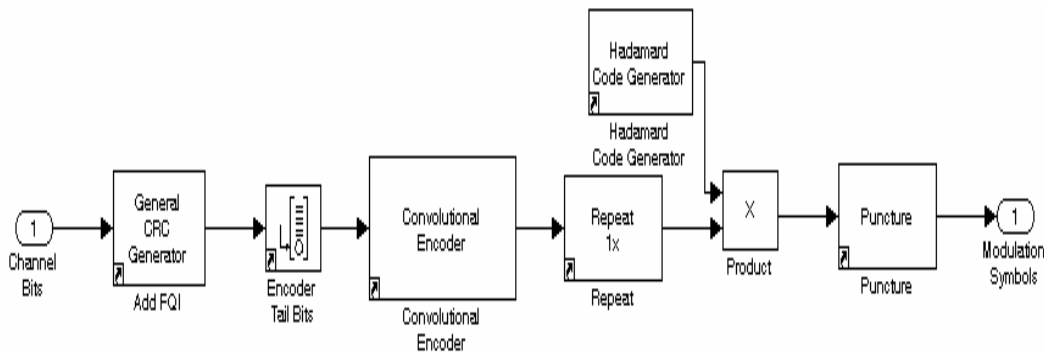 Hadamard
Code Generator
Hadamard
Code Generator
1
Channel
Bits
General
CRC
Generator
Add FQI
Encoder
Tail Bits
Convolutional
Encoder
Convolutional
Encoder
Repeat
1x
Repeat
X
Product
Puncture
Puncture
1
Modulation
Symbols